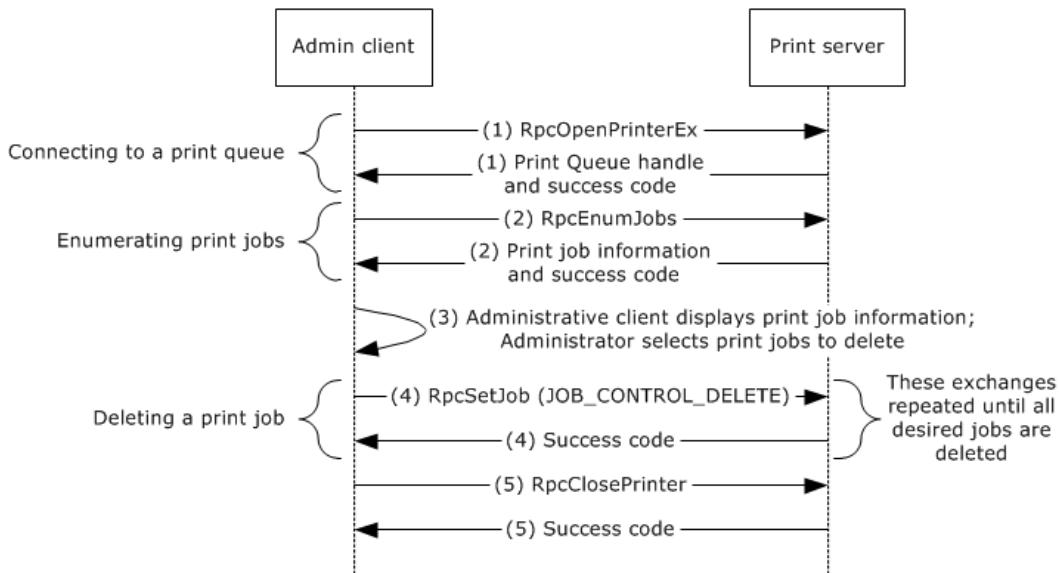 Admin client
Print server
(1) RpcOpenPrinterEx
Connecting to a print queue
(1) Print Queue handle
and success code
(2) RpcEnumJobs
Enumerating print jobs
(2) Print job information
and success code
(3) Administrative client displays print job information;
Administrator selects print jobs to delete
(4) RpcSetJob (JOB_CONTROL_DELETE)
Deleting a print job
These exchanges
repeated until all
desired jobs are
deleted
(4) Success code
(5) RpcClosePrinter
(5) Success code